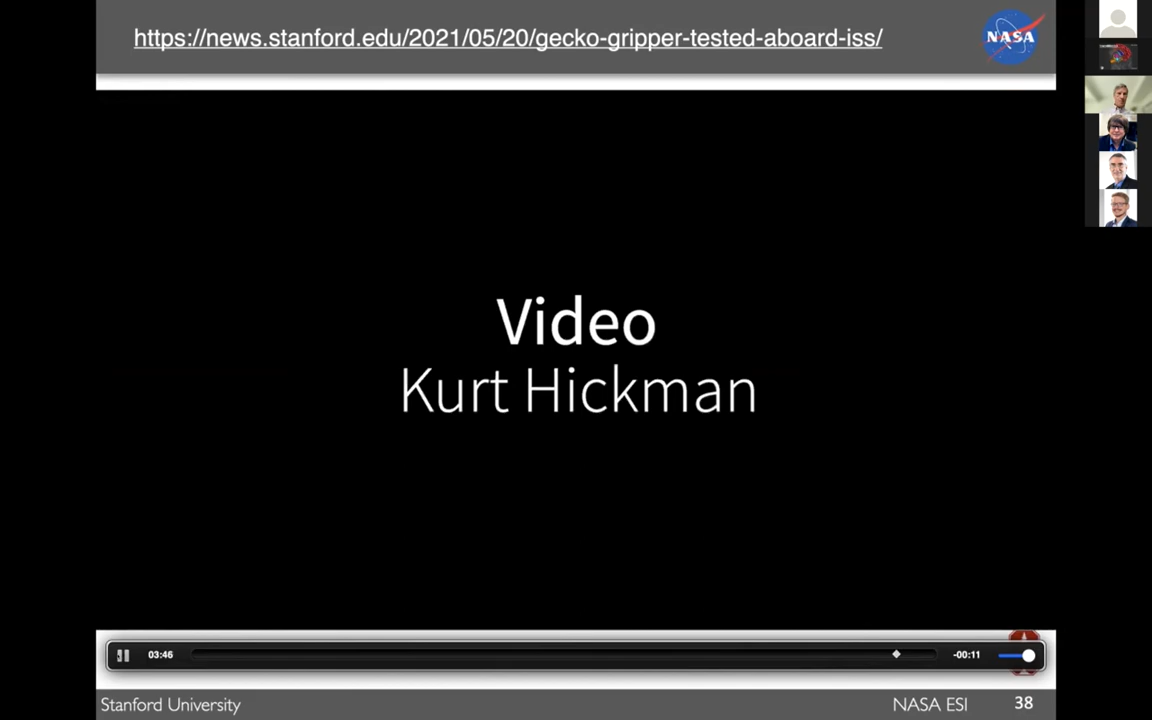 https://news.stanford.edu/2021/05/20/gecko-gripper-tested-aboard-iss/
NASA
Video
Kurt Hickman
03:46
-00:11
Stanford University
NASA ESI
38